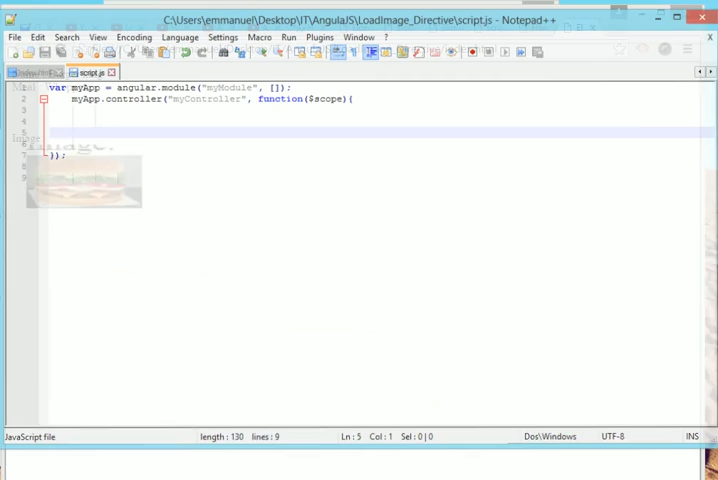 C:\Users\emmanuel\Desktop\IT\AngularJS\LoadImage_Directive\script.js - Notepad++
File Edit Search View Encoding Language Settings Macro Run Plugins Window ? X
script.js
1 var myApp = angular.module("myModule", []);
2 myApp.controller("myController", function($scope){
3
4
5
6
7 });
8
9
Image
Image.
JavaScript file length : 130 lines : 9 Ln : 5 Col : 1 Sel : 0 | 0 Dos\Windows UTF-8 INS